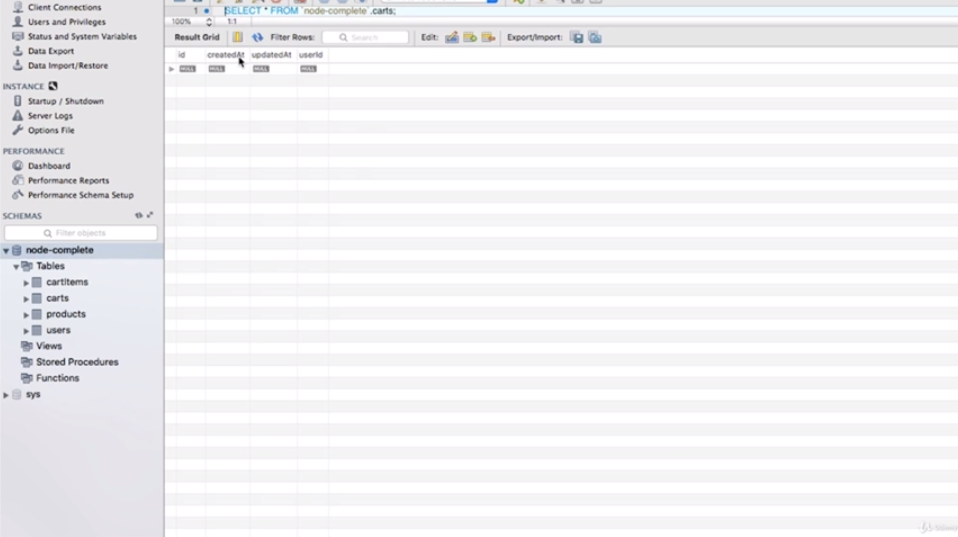 Client Connections
Users and Privileges
Status and System Variables
Data Export
Data Import/Restore
INSTANCE
Startup / Shutdown
Server Logs
Options File
PERFORMANCE
Dashboard
Performance Reports
Performance Schema Setup
SCHEMAS
Filter objects
node-complete
Tables
cartItems
carts
products
users
Views
Stored Procedures
Functions
sys
1 SELECT * FROM `node-complete`.carts;
100% 1:1
Result Grid Filter Rows: Search Edit: Export/Import:
id createdAt updatedAt userId
NULL NULL NULL NULL
Udemy